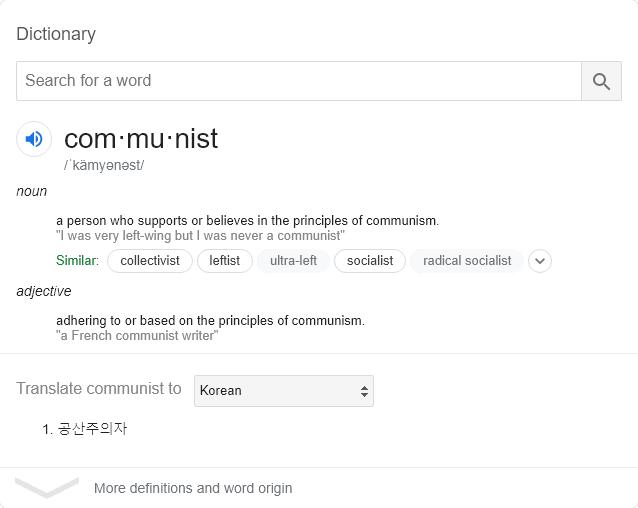 Dictionary
Search for a word
com·mu·nist
/ˈkämyənəst/
noun
a person who supports or believes in the principles of communism.
"I was very left-wing but I was never a communist"
Similar: collectivist leftist ultra-left socialist radical socialist
adjective
adhering to or based on the principles of communism.
"a French communist writer"
Translate communist to Korean
1. 공산주의자
More definitions and word origin